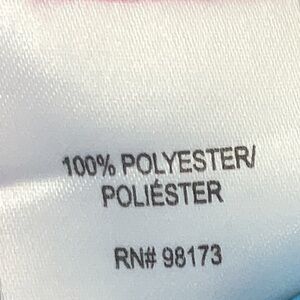 100% POLYESTER/
POLIÉSTER
RN# 98173